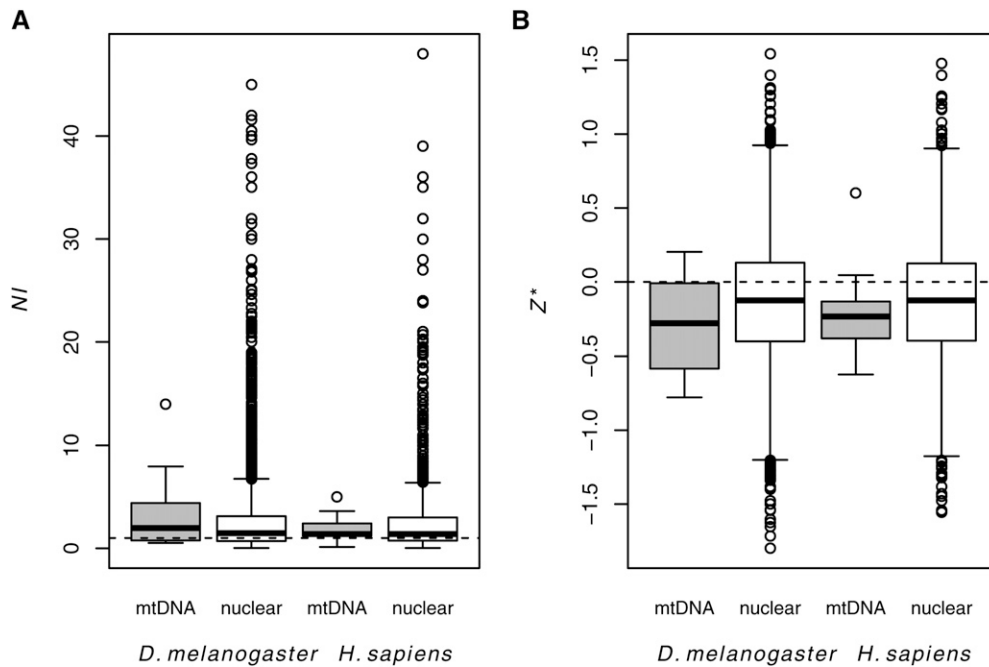 A
NI
40
30
20
10
0
mtDNA nuclear mtDNA nuclear
D. melanogaster H. sapiens
B
Z*
1.5
1.0
0.5
0.0
−0.5
−1.0
−1.5
mtDNA nuclear mtDNA nuclear
D. melanogaster H. sapiens